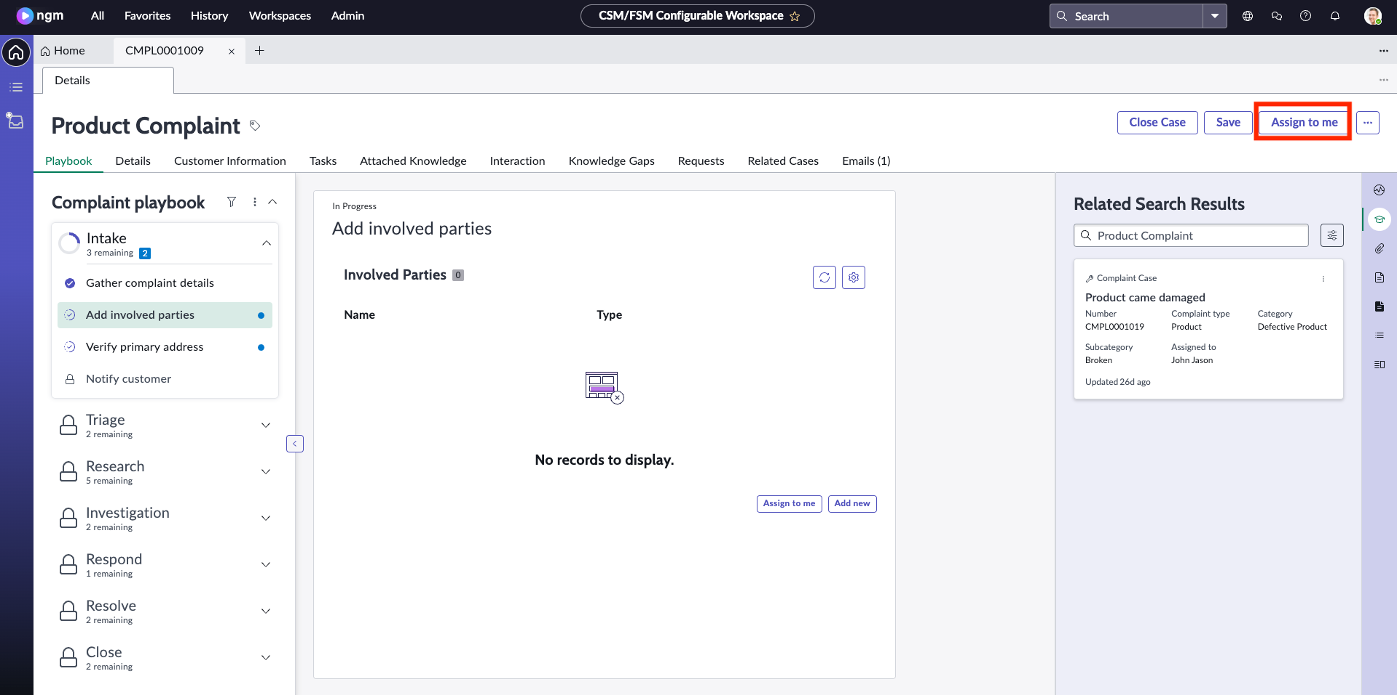 ngm
All Favorites History Workspaces Admin
CSM/FSM Configurable Workspace
Search
Home
CMPL0001009
Details
Product Complaint
Close Case
Save
Assign to me
Playbook Details Customer Information Tasks Attached Knowledge Interaction Knowledge Gaps Requests Related Cases Emails (1)
Complaint playbook
Intake
3 remaining 2
Gather complaint details
Add involved parties
Verify primary address
Notify customer
Triage
2 remaining
Research
5 remaining
Investigation
2 remaining
Respond
1 remaining
Resolve
2 remaining
Close
2 remaining
In Progress
Add involved parties
Involved Parties 0
Name Type
No records to display.
Assign to me Add new
Related Search Results
Product Complaint
Complaint Case
Product came damaged
Number Complaint type Category
CMPL0001019 Product Defective Product
Subcategory Assigned to
Broken John Jason
Updated 26d ago